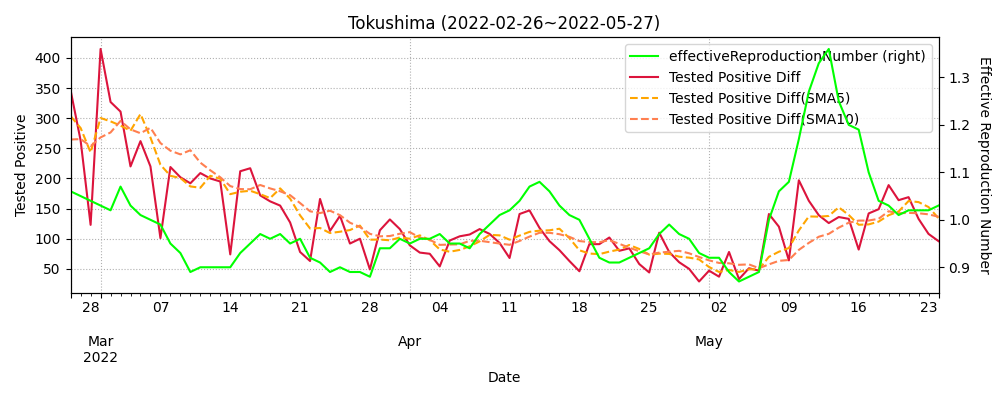 Tokushima (2022-02-26~2022-05-27)
effectiveReproductionNumber (right)
Tested Positive Diff
Tested Positive Diff(SMA5)
Tested Positive Diff(SMA10)
Tested Positive
400
350
300
250
200
150
100
50
1.3
1.2
1.1
1.0
0.9
Effective Reproduction Number
28 07 14 21 28 04 11 18 25 02 09 16 23
Mar Apr May
2022
Date